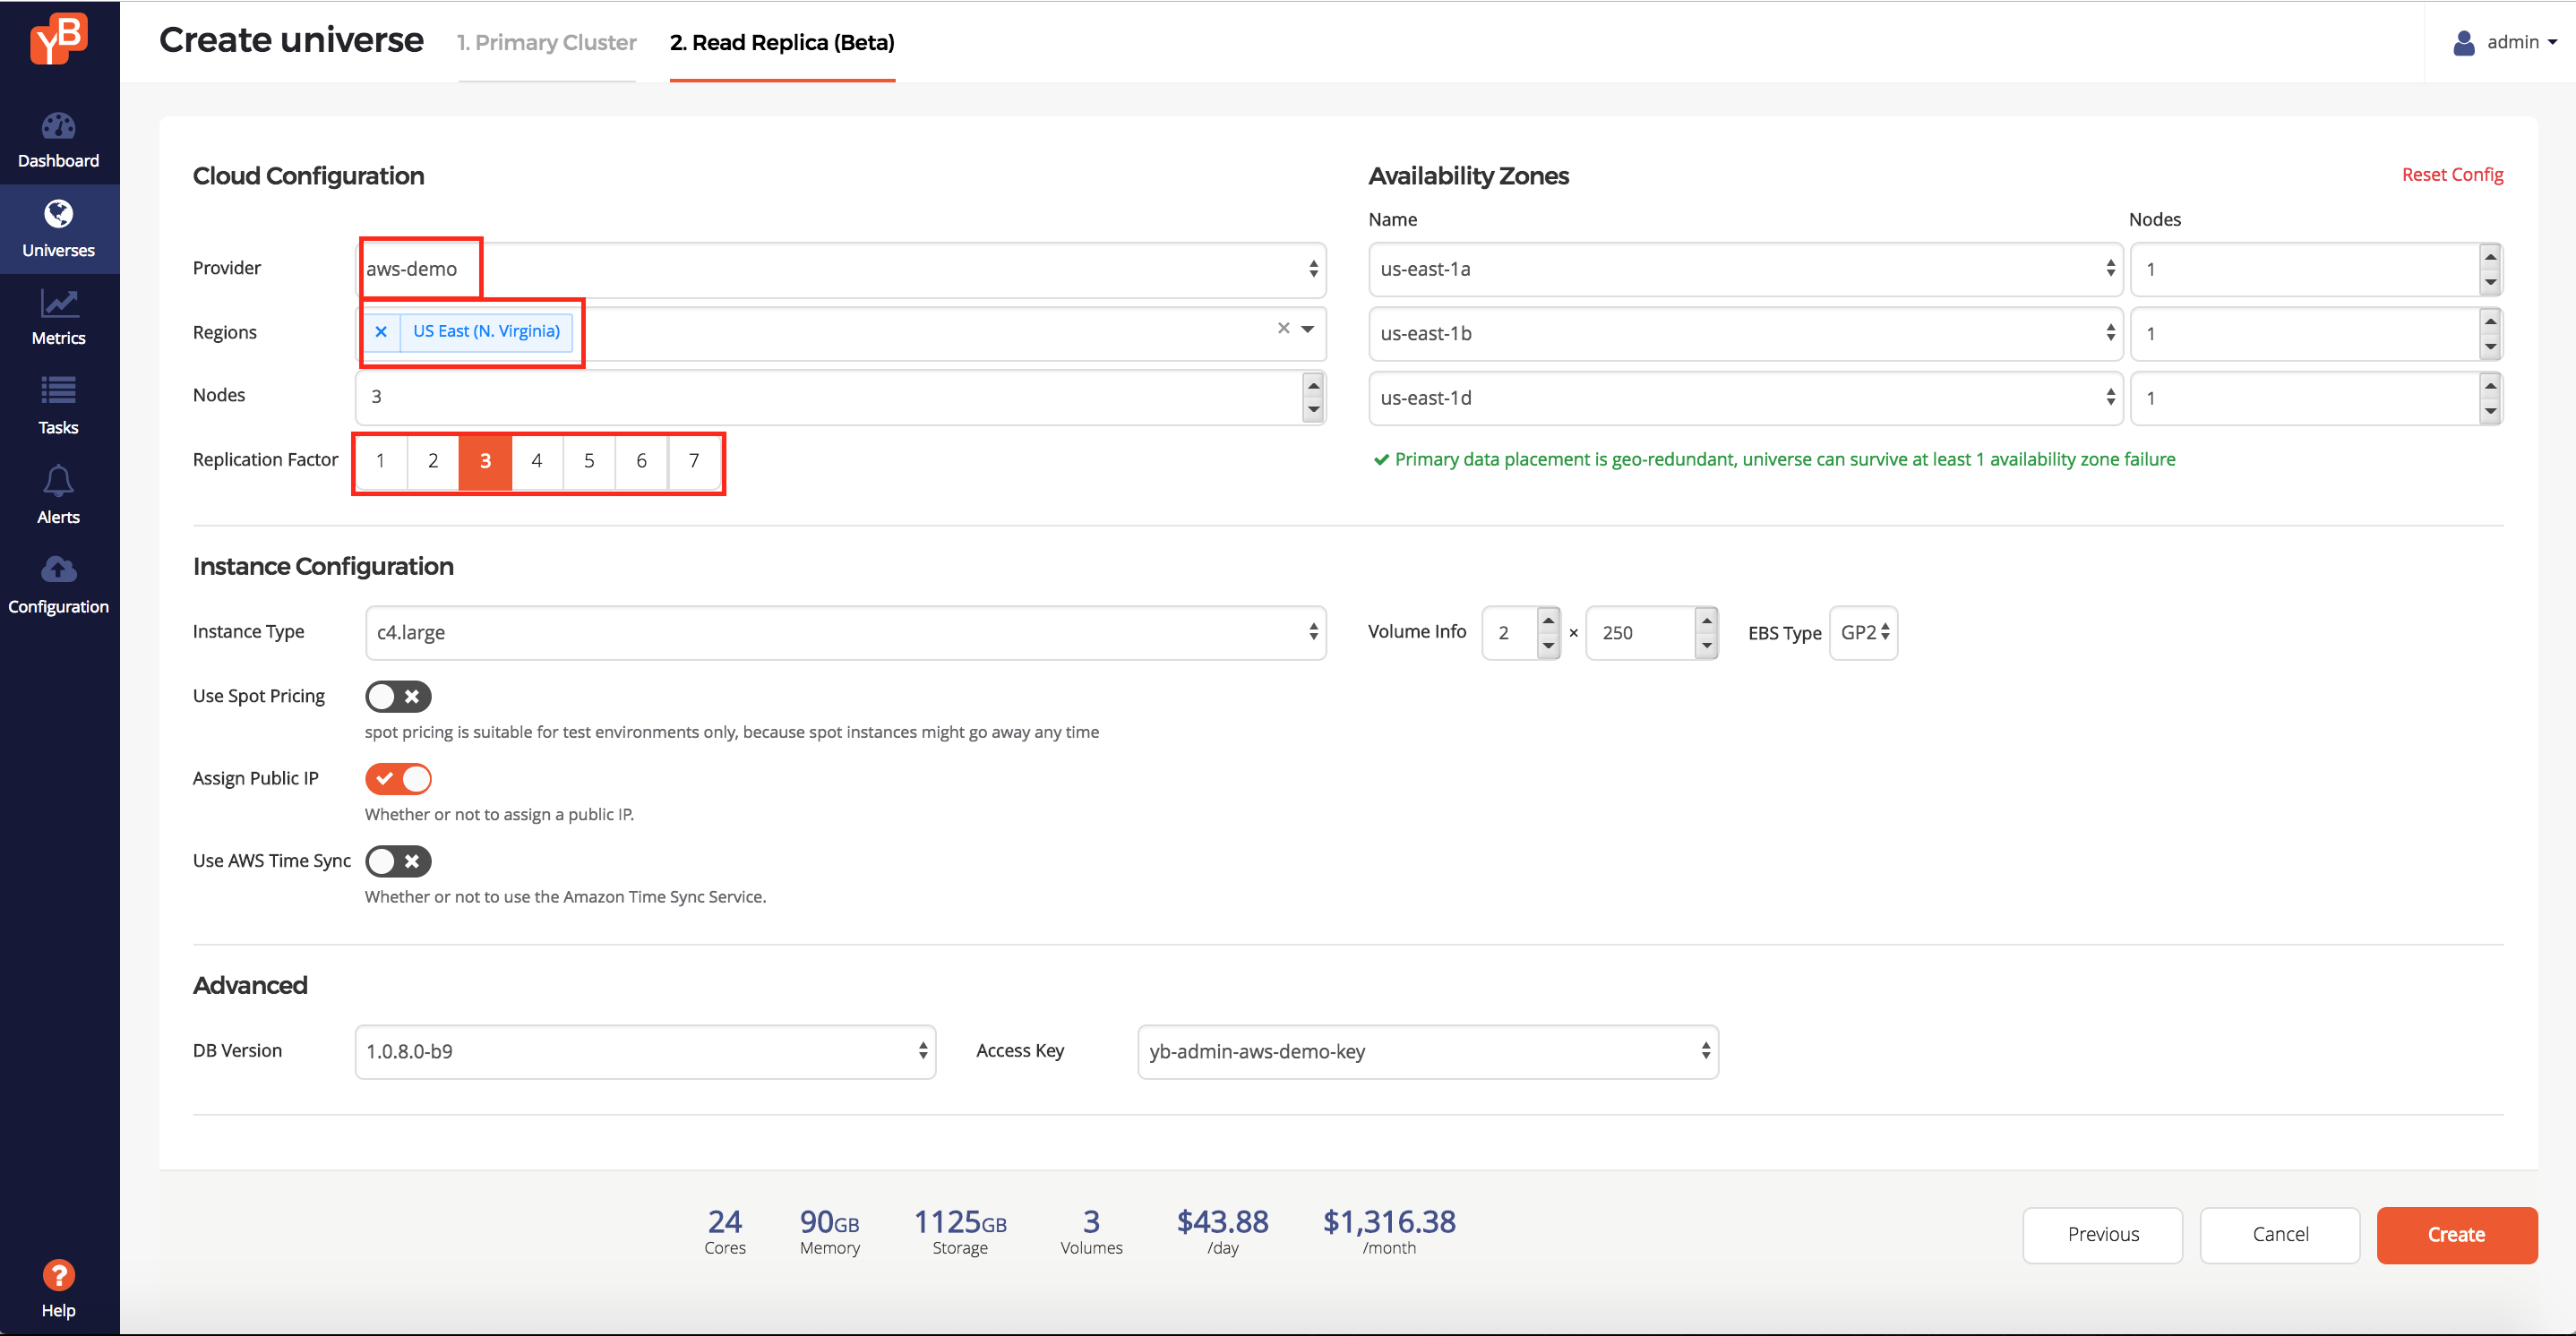 YB
Create universe
1. Primary Cluster
2. Read Replica (Beta)
admin
Dashboard
Universes
Metrics
Tasks
Alerts
Configuration
Help
Cloud Configuration
Provider
aws-demo
Regions
US East (N. Virginia)
Nodes
3
Replication Factor
1 2 3 4 5 6 7
Availability Zones
Reset Config
Name Nodes
us-east-1a 1
us-east-1b 1
us-east-1d 1
Primary data placement is geo-redundant, universe can survive at least 1 availability zone failure
Instance Configuration
Instance Type
c4.large
Volume Info 2 × 250 EBS Type GP2
Use Spot Pricing
spot pricing is suitable for test environments only, because spot instances might go away any time
Assign Public IP
Whether or not to assign a public IP.
Use AWS Time Sync
Whether or not to use the Amazon Time Sync Service.
Advanced
DB Version 1.0.8.0-b9 Access Key yb-admin-aws-demo-key
24 90GB 1125GB 3 $43.88 $1,316.38
Cores Memory Storage Volumes /day /month
Previous Cancel Create